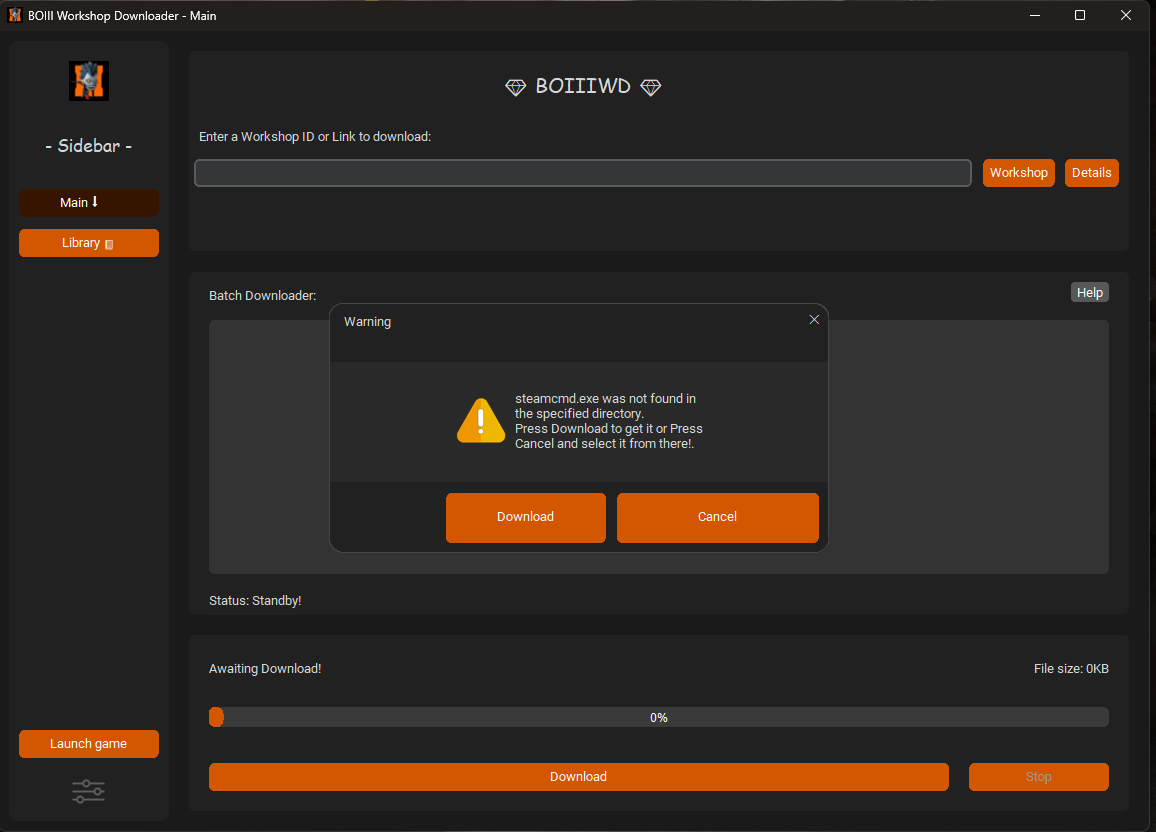 BOIII Workshop Downloader - Main
- Sidebar -
Main
Library
Launch game
BOIIIWD
Enter a Workshop ID or Link to download:
Workshop
Details
Batch Downloader:
Help
Warning
steamcmd.exe was not found in
the specified directory.
Press Download to get it or Press
Cancel and select it from there!.
Download
Cancel
Status: Standby!
Awaiting Download!
File size: 0KB
0%
Download
Stop